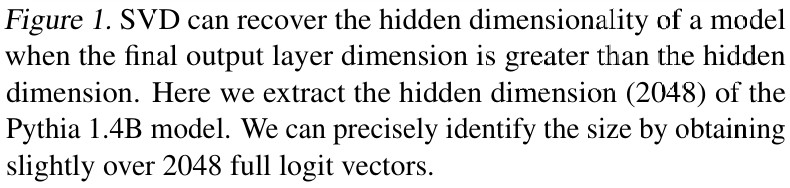 Figure 1. SVD can recover the hidden dimensionality of a model
when the final output layer dimension is greater than the hidden
dimension. Here we extract the hidden dimension (2048) of the
Pythia 1.4B model. We can precisely identify the size by obtaining
slightly over 2048 full logit vectors.